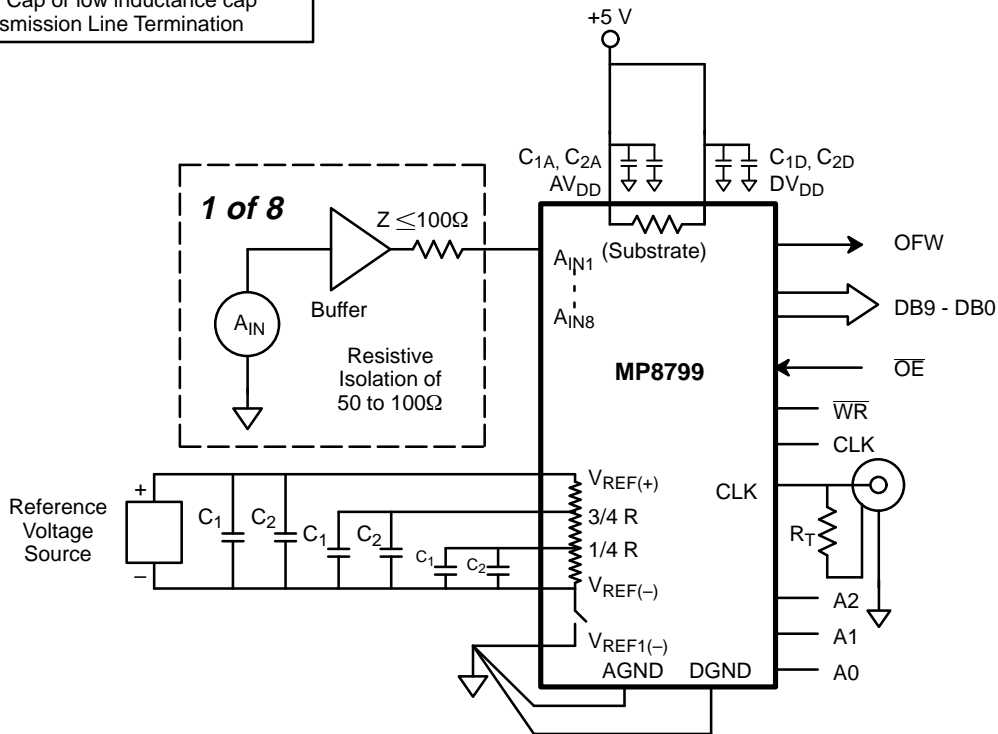 Cap or low inductance cap
smission Line Termination
+5 V
C1A, C2A
AVDD
C1D, C2D
DVDD
1 of 8
Z ≤100Ω
Buffer
AIN
Resistive
Isolation of
50 to 100Ω
(Substrate)
AIN1
AIN8
MP8799
OFW
DB9 - DB0
OE
WR
CLK
CLK
RT
A2
A1
A0
Reference
Voltage
Source
+
–
C1
C2
C1
C2
C1
C2
VREF(+)
3/4 R
1/4 R
VREF(–)
VREF1(–)
AGND DGND